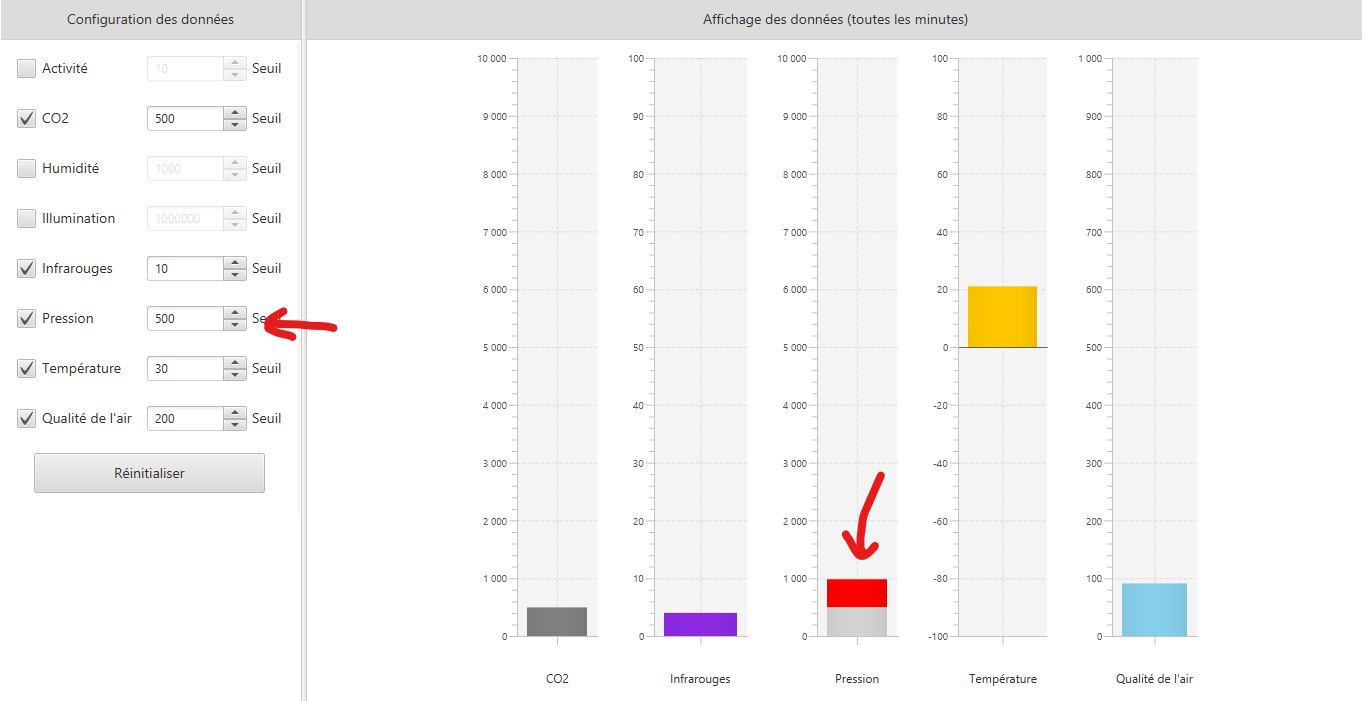 Configuration des données
Affichage des données (toutes les minutes)
Activité 10 Seuil
CO2 500 Seuil
Humidité 1000 Seuil
Illumination 1000000 Seuil
Infrarouges 10 Seuil
Pression 500 Seuil
Température 30 Seuil
Qualité de l'air 200 Seuil
Réinitialiser
10 000 100 10 000 100 1 000
9 000 90 9 000 80 900
8 000 80 8 000 60 800
7 000 70 7 000 40 700
6 000 60 6 000 20 600
5 000 50 5 000 0 500
4 000 40 4 000 -20 400
3 000 30 3 000 -40 300
2 000 20 2 000 -60 200
1 000 10 1 000 -80 100
0 0 0 -100 0
CO2 Infrarouges Pression Température Qualité de l'air